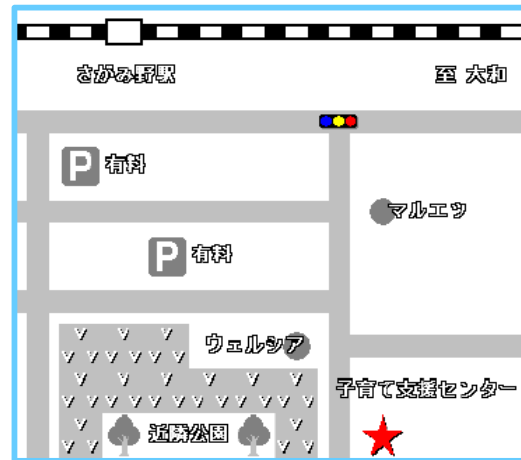 さがみ野駅
至 大和
P 有料
マルエツ
P 有料
ウェルシア
子育て支援センター
近隣公園